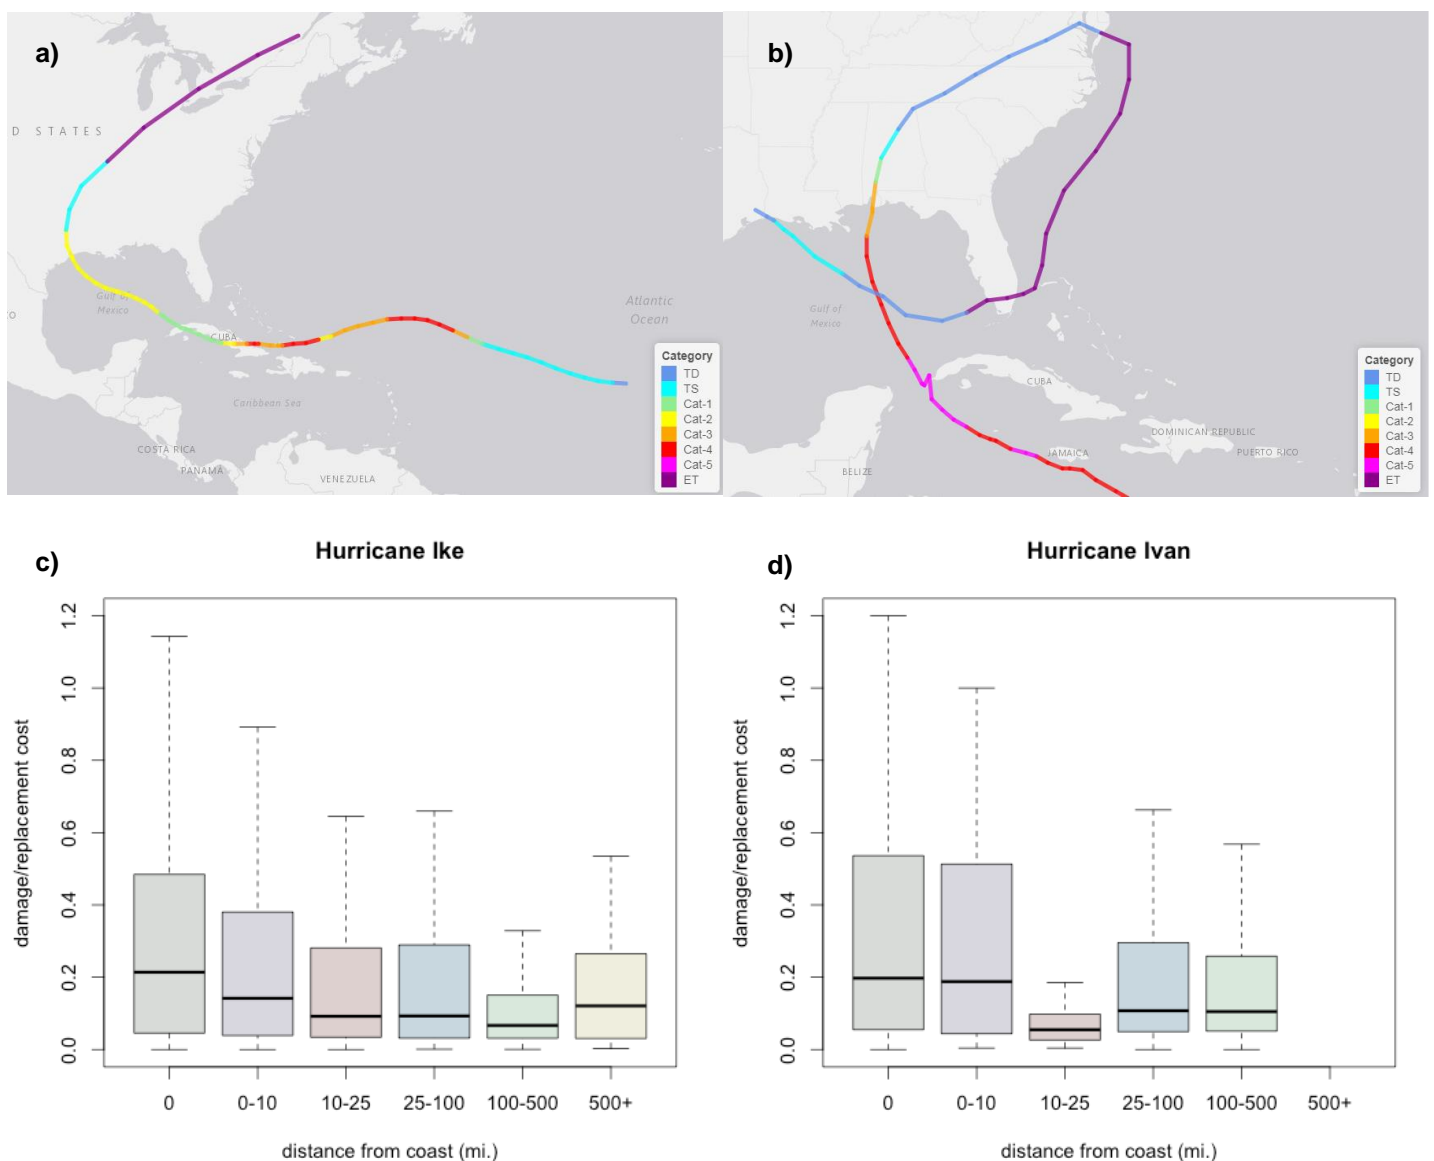 a)
D STATES
Gulf of
Mexico
CUBA
Atlantic
Ocean
Caribbean Sea
COSTA RICA
PANAMÁ
VENEZUELA
CO
Category
TD
TS
Cat-1
Cat-2
Cat-3
Cat-4
Cat-5
ET
b)
Gulf of
Mexico
CUBA
DOMINICAN REPUBLIC
JAMAICA
PUERTO RICO
BELIZE
Category
TD
TS
Cat-1
Cat-2
Cat-3
Cat-4
Cat-5
ET
c)
Hurricane Ike
damage/replacement cost
1.2
1.0
0.8
0.6
0.4
0.2
0.0
0 0-10 10-25 25-100 100-500 500+
distance from coast (mi.)
d)
Hurricane Ivan
damage/replacement cost
1.2
1.0
0.8
0.6
0.4
0.2
0.0
0 0-10 10-25 25-100 100-500 500+
distance from coast (mi.)